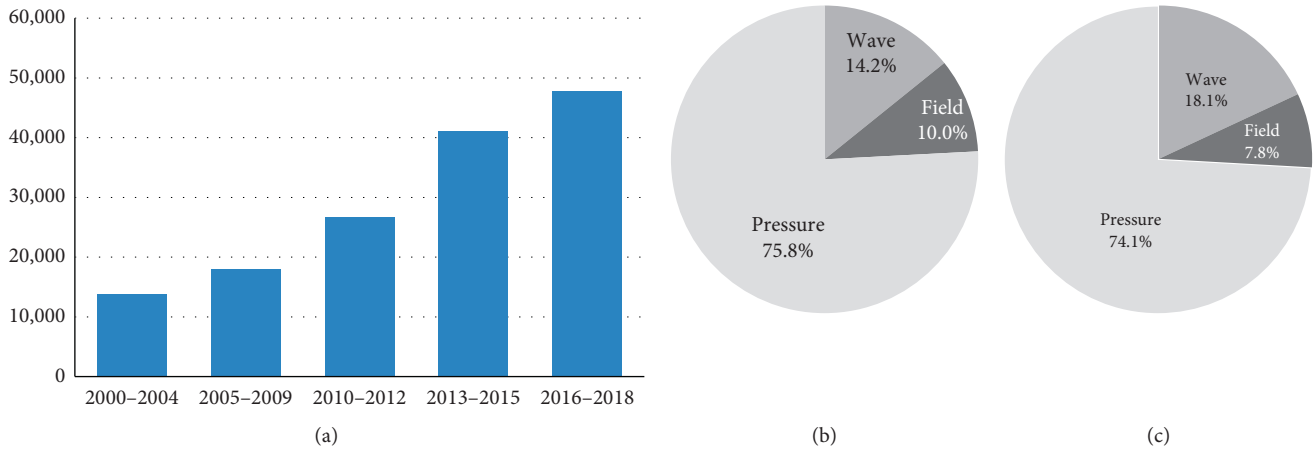 60,000
50,000
40,000
30,000
20,000
10,000
0
2000–2004
2005–2009
2010–2012
2013–2015
2016–2018
(a)
Wave
14.2%
Field
10.0%
Pressure
75.8%
(b)
Wave
18.1%
Field
7.8%
Pressure
74.1%
(c)